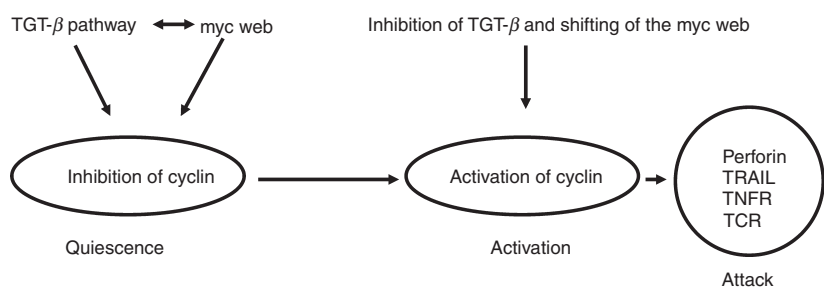 TGT-β pathway
myc web
Inhibition of TGT-β and shifting of the myc web
Inhibition of cyclin
Activation of cyclin
Perforin
TRAIL
TNFR
TCR
Quiescence
Activation
Attack